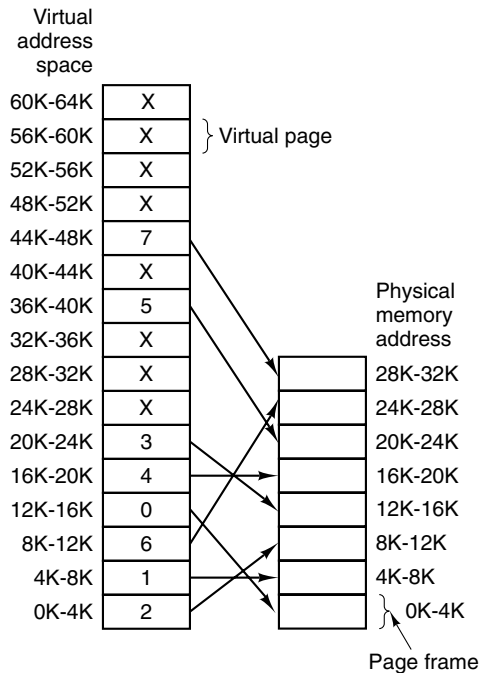 Virtual
address
space
60K-64K X
56K-60K X Virtual page
52K-56K X
48K-52K X
44K-48K 7
40K-44K X
36K-40K 5
32K-36K X
28K-32K X
24K-28K X
20K-24K 3
16K-20K 4
12K-16K 0
8K-12K 6
4K-8K 1
0K-4K 2
Physical
memory
address
28K-32K
24K-28K
20K-24K
16K-20K
12K-16K
8K-12K
4K-8K
0K-4K
Page frame